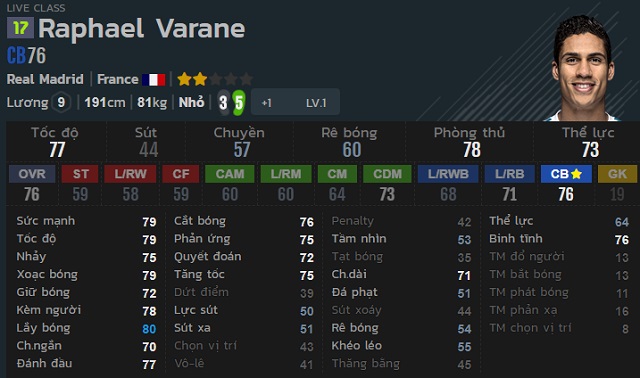 LIVE CLASS
17 Raphael Varane
CB76
Real Madrid | France
Lương 9 | 191cm | 81kg | Nhỏ | 3 5 +1 LV.1
Tốc độ Sút Chuyền Rê bóng Phòng thủ Thể lực
77 44 57 60 78 73
OVR ST L/RW CF CAM L/RM CM CDM L/RWB L/RB CB GK
76 59 58 59 60 60 64 73 68 71 76 19
Sức mạnh 79 Cắt bóng 76 Penalty 42 Thể lực 64
Tốc độ 79 Phản ứng 75 Tầm nhìn 53 Bình tĩnh 76
Nhảy 75 Quyết đoán 72 Tạt bóng 35 TM đổ người 13
Xoạc bóng 79 Tăng tốc 75 Ch.dài 71 TM bắt bóng 13
Giữ bóng 72 Dứt điểm 39 Đá phạt 51 TM phát bóng 11
Kèm người 78 Lực sút 50 Sút xoáy 44 TM phản xạ 16
Lấy bóng 80 Sút xa 51 Rê bóng 54 TM chọn vị trí 8
Ch.ngắn 70 Chọn vị trí 43 Khéo léo 55
Đánh đầu 77 Vô-lê 41 Thăng bằng 45